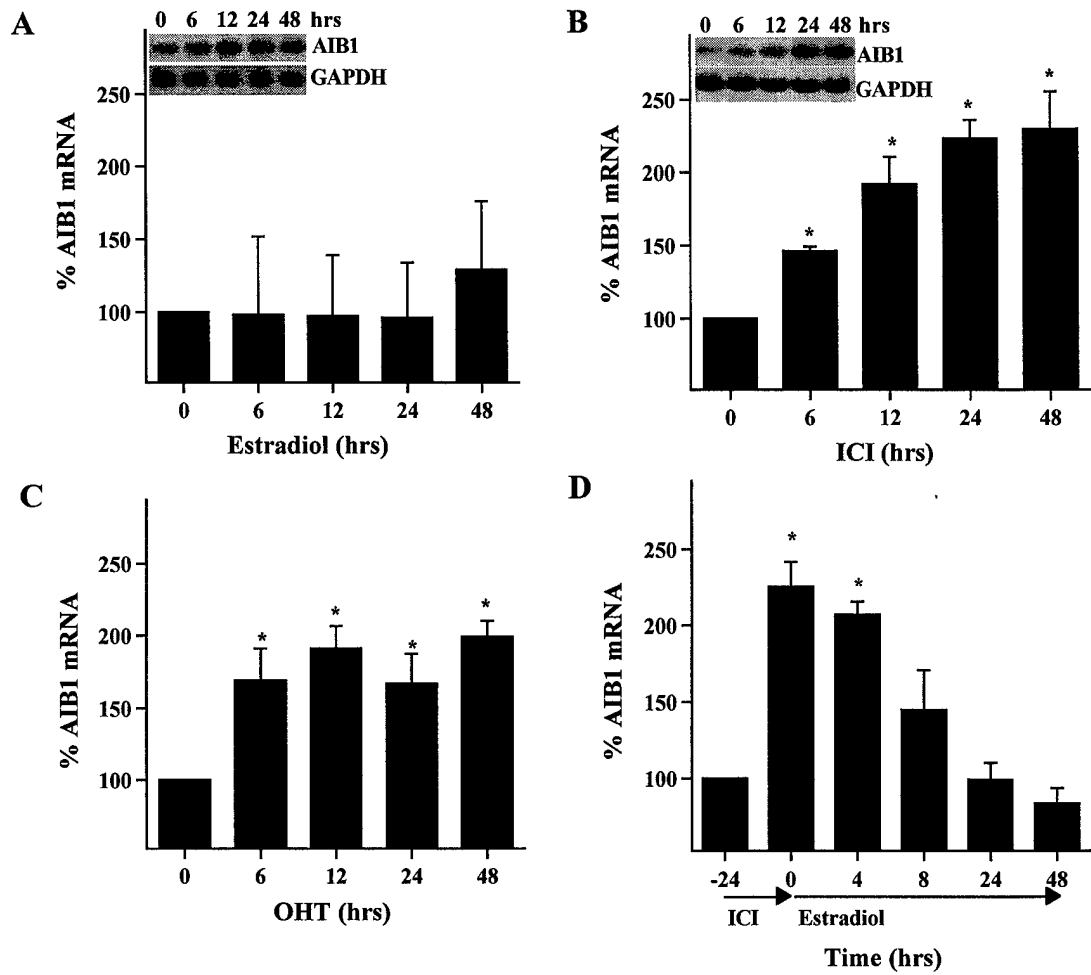 A
0 6 12 24 48 hrs
AIB1
GAPDH
% AIB1 mRNA
250
200
150
100
0 6 12 24 48
Estradiol (hrs)
B
0 6 12 24 48 hrs
AIB1
GAPDH
% AIB1 mRNA
250
200
150
100
* * * *
0 6 12 24 48
ICI (hrs)
C
% AIB1 mRNA
250
200
150
100
* * * *
0 6 12 24 48
OHT (hrs)
D
% AIB1 mRNA
250
200
150
100
* *
-24 0 4 8 24 48
ICI Estradiol
Time (hrs)